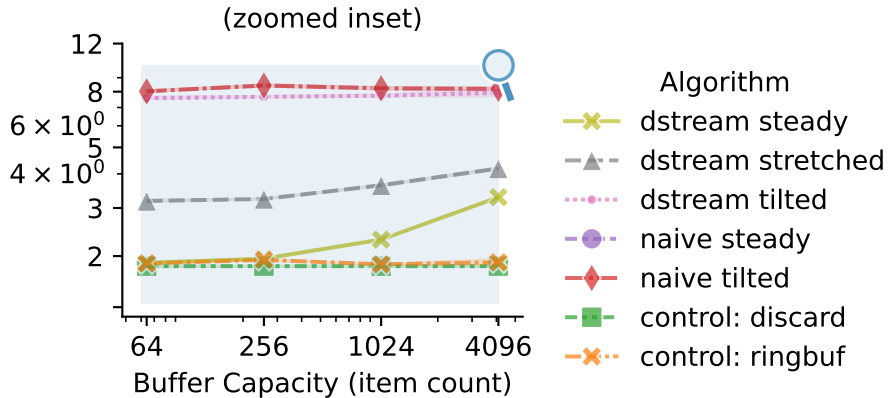 (zoomed inset)
12
8
6 × 10⁰
5
4 × 10⁰
3
2
64 256 1024 4096
Buffer Capacity (item count)
Algorithm
dstream steady
dstream stretched
dstream tilted
naive steady
naive tilted
control: discard
control: ringbuf